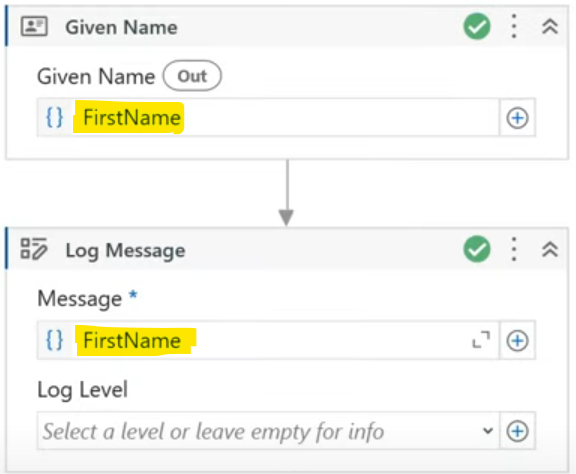 Given Name
Given Name Out
{} FirstName
Log Message
Message *
{} FirstName
Log Level
Select a level or leave empty for info